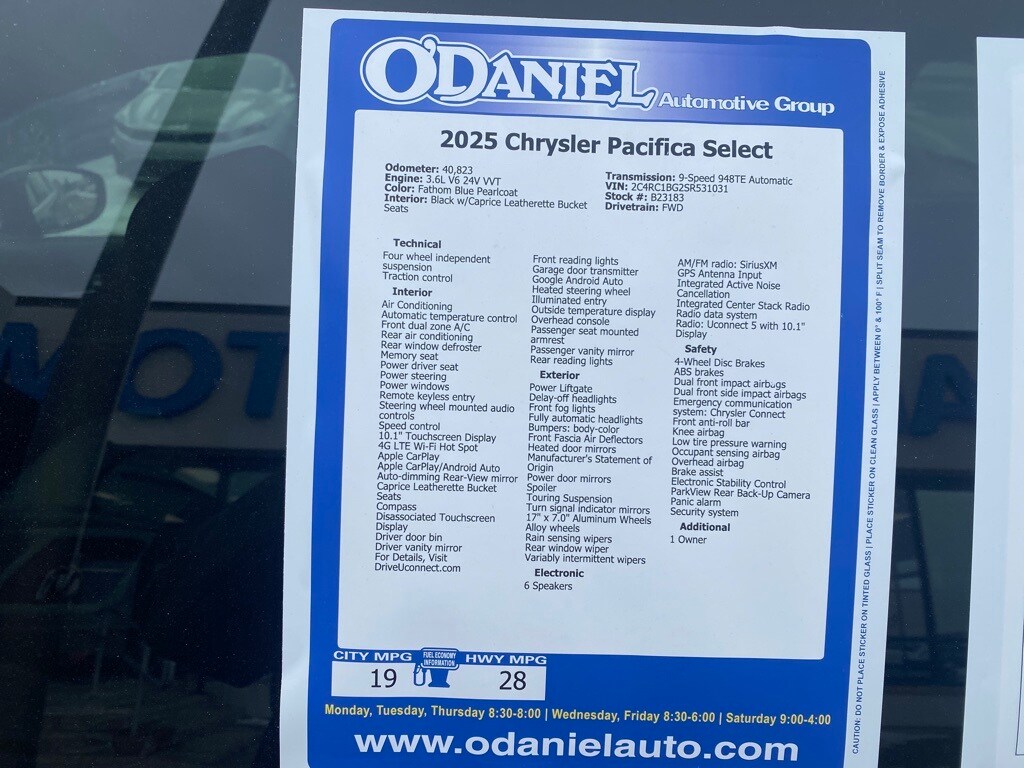 O'DANIEL
Automotive Group
2025 Chrysler Pacifica Select
Odometer: 40,823
Engine: 3.6L V6 24V VVT
Color: Fathom Blue Pearlcoat
Interior: Black w/Caprice Leatherette Bucket
Seats
Transmission: 9-Speed 948TE Automatic
VIN: 2C4RC1BG2SR531031
Stock #: B23183
Drivetrain: FWD
Technical
Four wheel independent
suspension
Traction control
Interior
Air Conditioning
Automatic temperature control
Front dual zone A/C
Rear air conditioning
Rear window defroster
Memory seat
Power driver seat
Power steering
Power windows
Remote keyless entry
Steering wheel mounted audio
controls
Speed control
10.1" Touchscreen Display
4G LTE Wi-Fi Hot Spot
Apple CarPlay
Apple CarPlay/Android Auto
Auto-dimming Rear-View mirror
Caprice Leatherette Bucket
Seats
Compass
Disassociated Touchscreen
Display
Driver door bin
Driver vanity mirror
For Details, Visit
DriveUconnect.com
Front reading lights
Garage door transmitter
Google Android Auto
Heated steering wheel
Illuminated entry
Outside temperature display
Overhead console
Passenger seat mounted
armrest
Passenger vanity mirror
Rear reading lights
Exterior
Power Liftgate
Delay-off headlights
Front fog lights
Fully automatic headlights
Bumpers: body-color
Front Fascia Air Deflectors
Heated door mirrors
Manufacturer's Statement of
Origin
Power door mirrors
Spoiler
Touring Suspension
Turn signal indicator mirrors
17" x 7.0" Aluminum Wheels
Alloy wheels
Rain sensing wipers
Rear window wiper
Variably intermittent wipers
Electronic
6 Speakers
AM/FM radio: SiriusXM
GPS Antenna Input
Integrated Active Noise
Cancellation
Integrated Center Stack Radio
Radio data system
Radio: Uconnect 5 with 10.1"
Display
Safety
4-Wheel Disc Brakes
ABS brakes
Dual front impact airbags
Dual front side impact airbags
Emergency communication
system: Chrysler Connect
Front anti-roll bar
Knee airbag
Low tire pressure warning
Occupant sensing airbag
Overhead airbag
Brake assist
Electronic Stability Control
ParkView Rear Back-Up Camera
Panic alarm
Security system
Additional
1 Owner
CITY MPG
19
FUEL ECONOMY
INFORMATION
HWY MPG
28
Monday, Tuesday, Thursday 8:30-8:00 | Wednesday, Friday 8:30-6:00 | Saturday 9:00-4:00
www.odanielauto.com
CAUTION: DO NOT PLACE STICKER ON TINTED GLASS | PLACE STICKER ON CLEAN GLASS | APPLY BETWEEN 0° & 100° F | SPLIT SEAM TO REMOVE BORDER & EXPOSE ADHESIVE
MOT